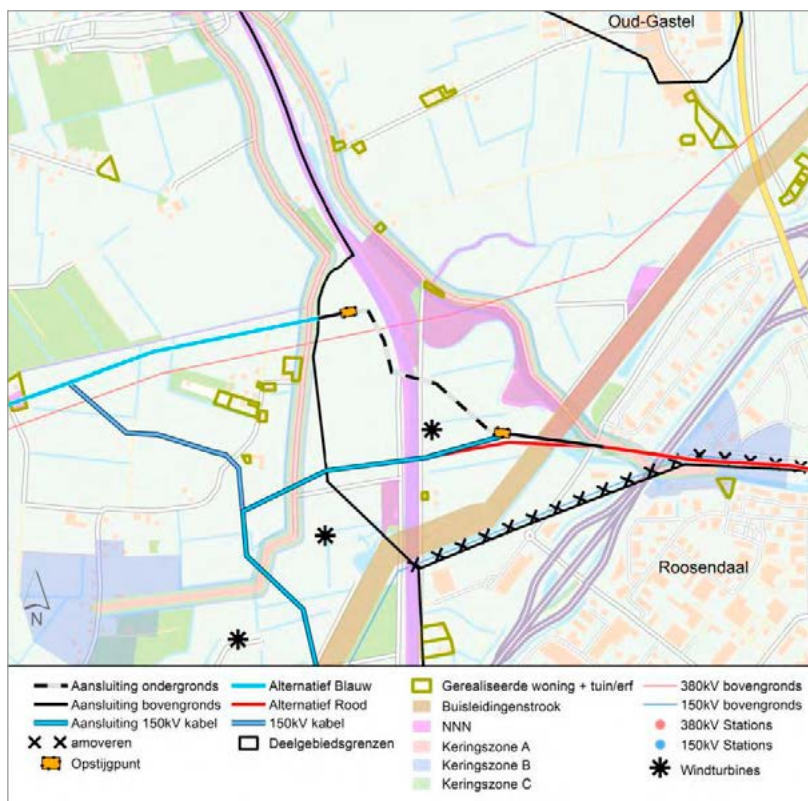 Oud-Gastel
Roosendaal
N
Aansluiting ondergronds
Aansluiting bovengronds
Aansluiting 150kV kabel
amoveren
Opstijgpunt
Alternatief Blauw
Alternatief Rood
150kV kabel
Deelgebiedsgrenzen
Gerealiseerde woning + tuin/erf
Buisleidingenstrook
NNN
Keringszone A
Keringszone B
Keringszone C
380kV bovengronds
150kV bovengronds
380kV Stations
150kV Stations
Windturbines